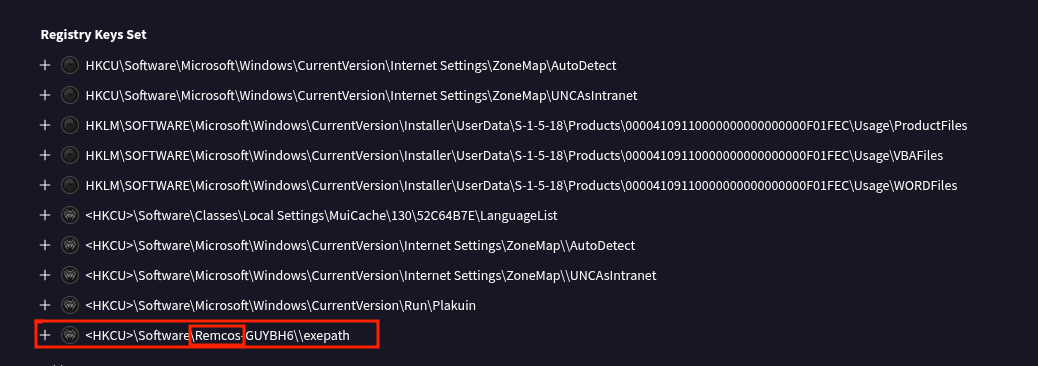 Registry Keys Set
+ HKCU\Software\Microsoft\Windows\CurrentVersion\Internet Settings\ZoneMap\AutoDetect
+ HKCU\Software\Microsoft\Windows\CurrentVersion\Internet Settings\ZoneMap\UNCAsIntranet
+ HKLM\SOFTWARE\Microsoft\Windows\CurrentVersion\Installer\UserData\S-1-5-18\Products\00004109110000000000000000F01FEC\Usage\ProductFiles
+ HKLM\SOFTWARE\Microsoft\Windows\CurrentVersion\Installer\UserData\S-1-5-18\Products\00004109110000000000000000F01FEC\Usage\VBAFiles
+ HKLM\SOFTWARE\Microsoft\Windows\CurrentVersion\Installer\UserData\S-1-5-18\Products\00004109110000000000000000F01FEC\Usage\WORDFiles
+ <HKCU>\Software\Classes\Local Settings\MuiCache\130\52C64B7E\LanguageList
+ <HKCU>\Software\Microsoft\Windows\CurrentVersion\Internet Settings\ZoneMap\\AutoDetect
+ <HKCU>\Software\Microsoft\Windows\CurrentVersion\Internet Settings\ZoneMap\\UNCAsIntranet
+ <HKCU>\Software\Microsoft\Windows\CurrentVersion\Run\Plakuin
+ <HKCU>\Software\Remcos-GUYBH6\\exepath